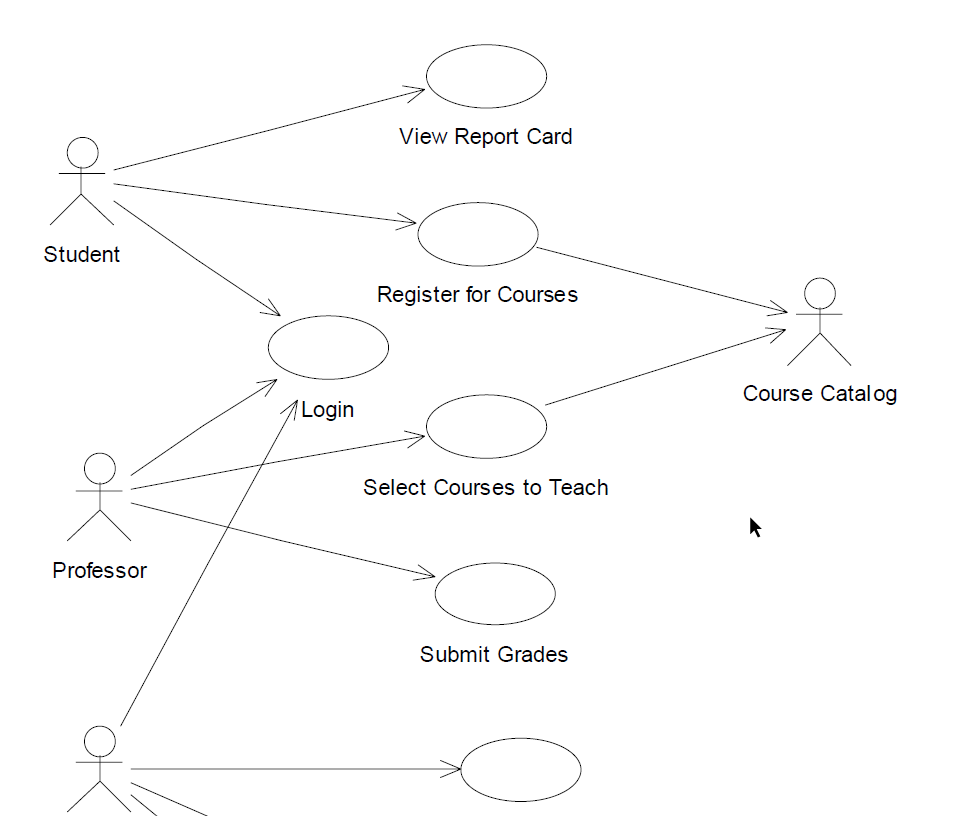 View Report Card
Student
Register for Courses
Course Catalog
Login
Select Courses to Teach
Professor
Submit Grades